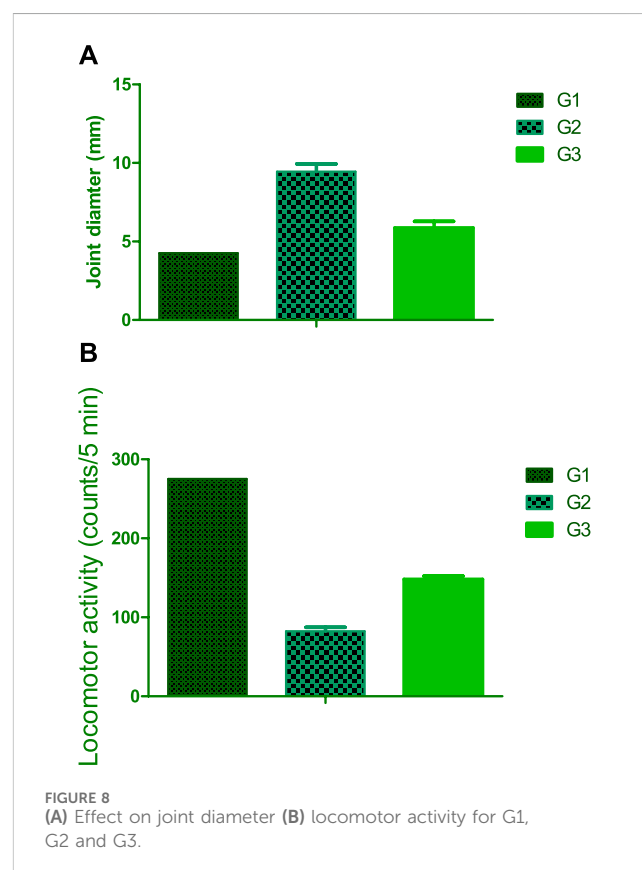 A
15
10
5
0
Joint diamter (mm)
G1
G2
G3
B
300
200
100
0
Locomotor activity (counts/5 min)
G1
G2
G3
FIGURE 8
(A) Effect on joint diameter (B) locomotor activity for G1,
G2 and G3.